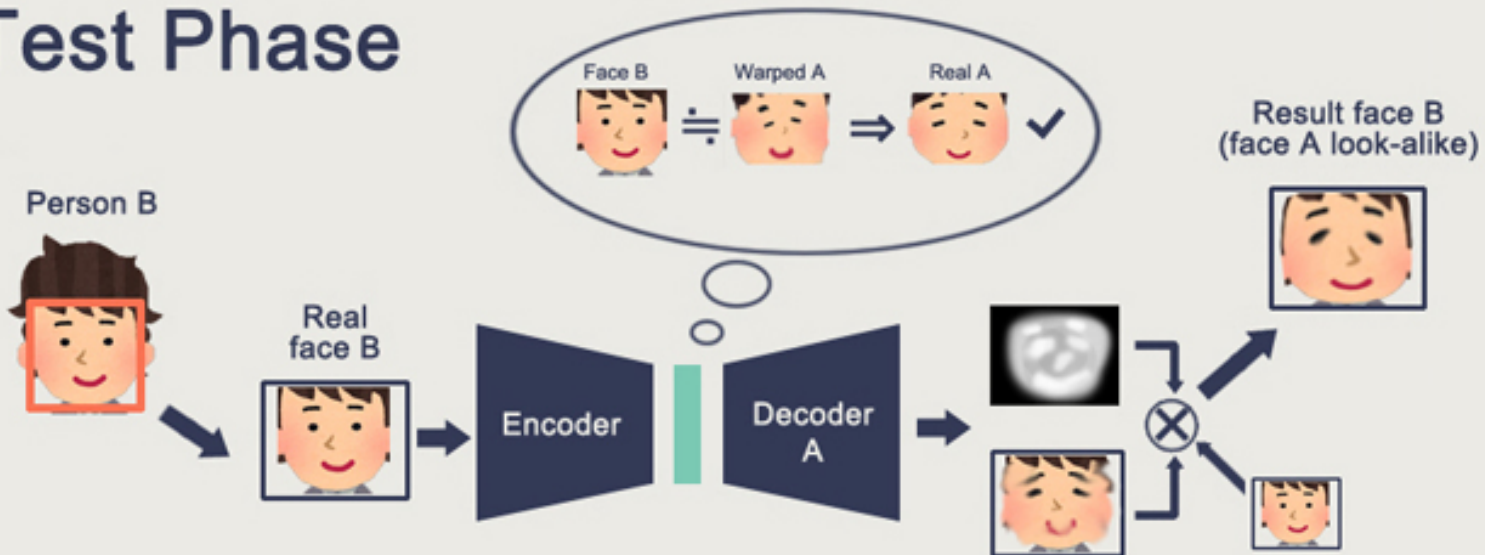 Test Phase
Face B
Warped A
Real A
Result face B
(face A look-alike)
Person B
Real
face B
Encoder
Decoder
A